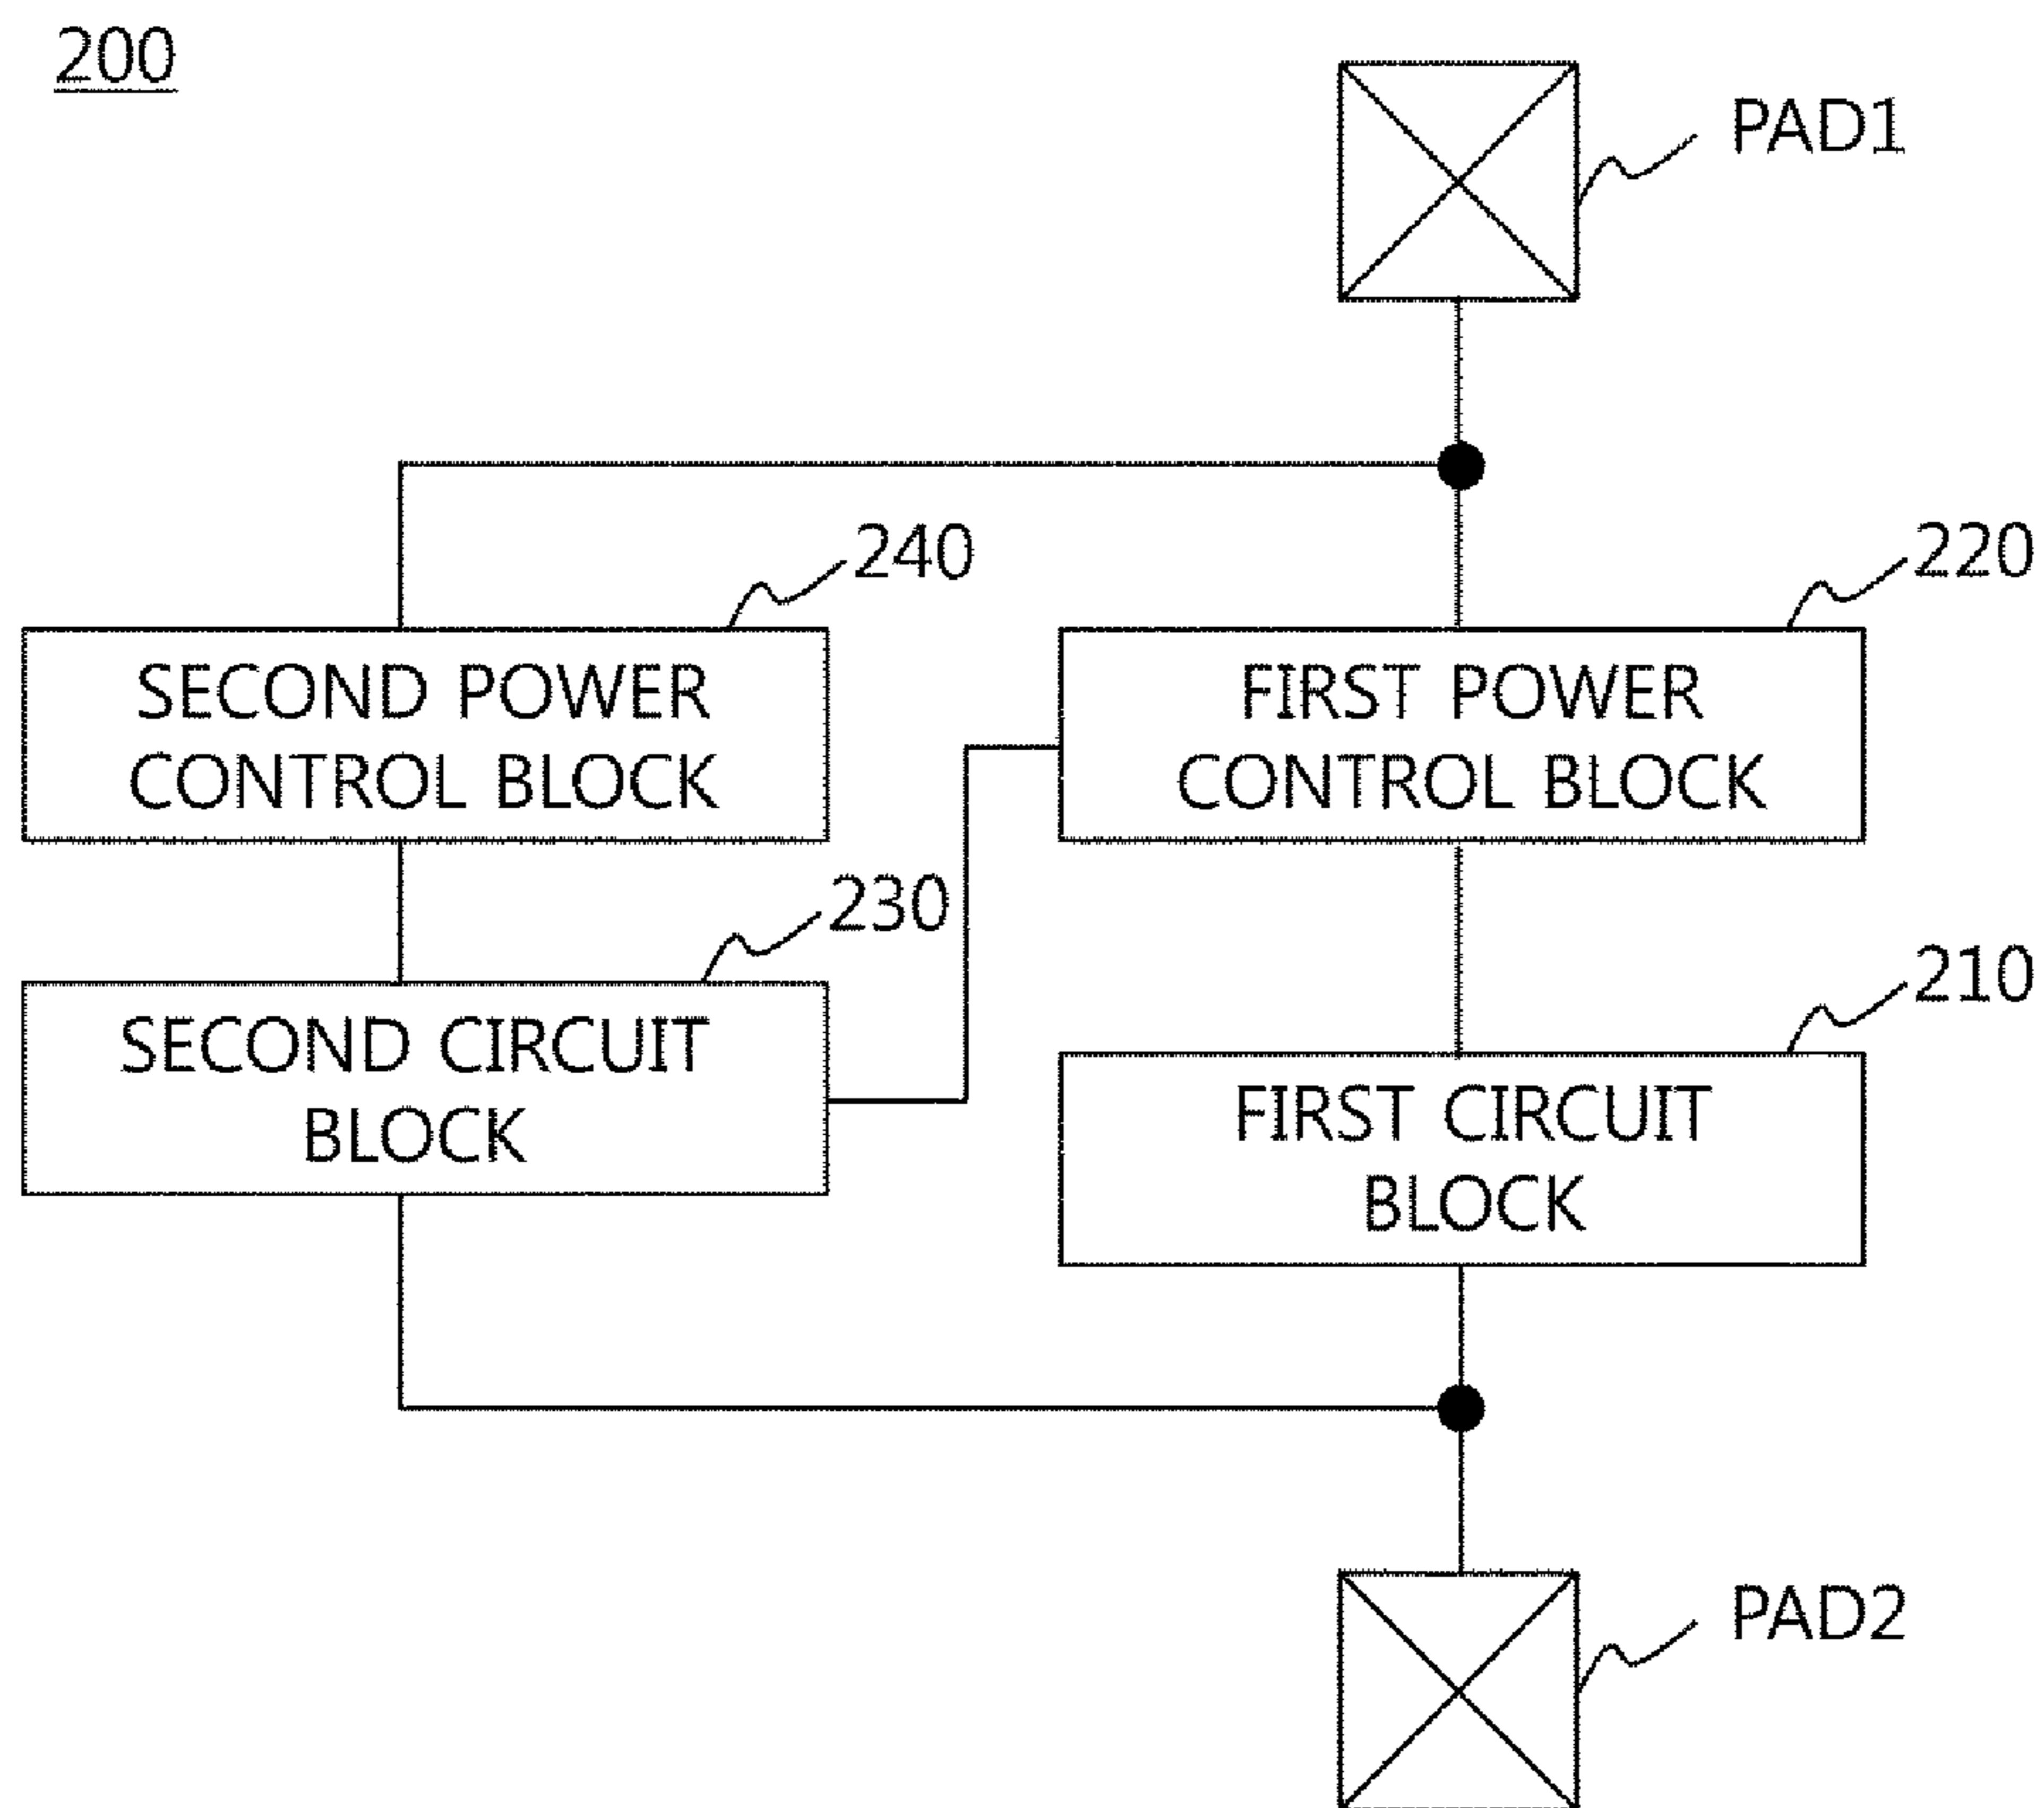 200
PAD1
240
220
SECOND POWER
CONTROL BLOCK
FIRST POWER
CONTROL BLOCK
230
210
SECOND CIRCUIT
BLOCK
FIRST CIRCUIT
BLOCK
PAD2